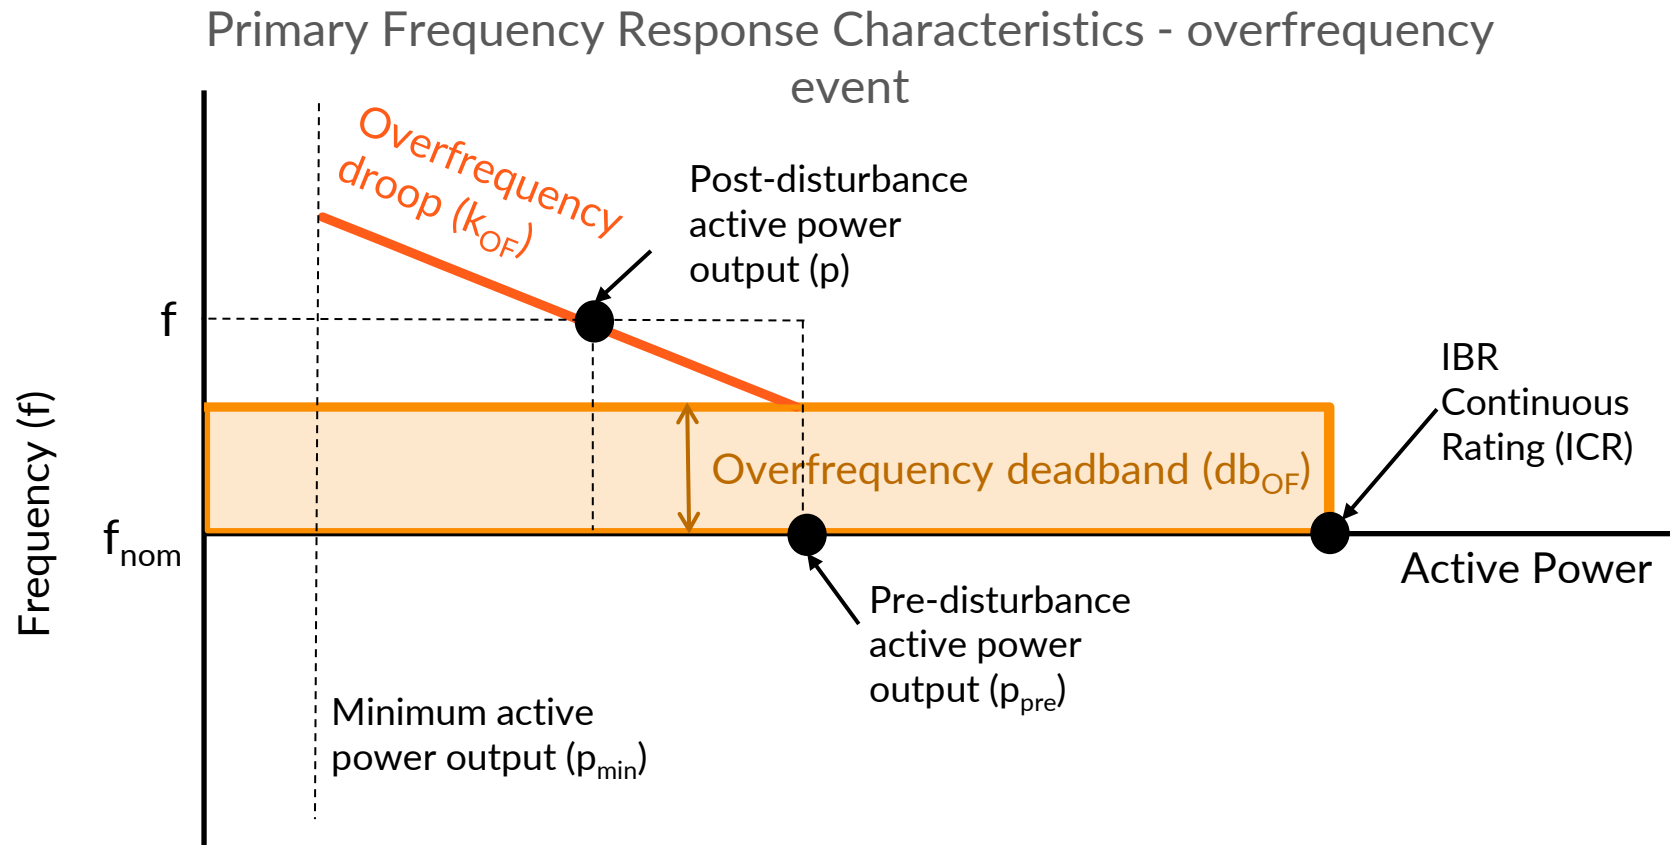 Primary Frequency Response Characteristics - overfrequency
event
Overfrequency
droop (kOF)
Post-disturbance
active power
output (p)
f
IBR
Continuous
Rating (ICR)
Frequency (f)
Overfrequency deadband (dbOF)
fnom
Active Power
Pre-disturbance
active power
output (ppre)
Minimum active
power output (pmin)